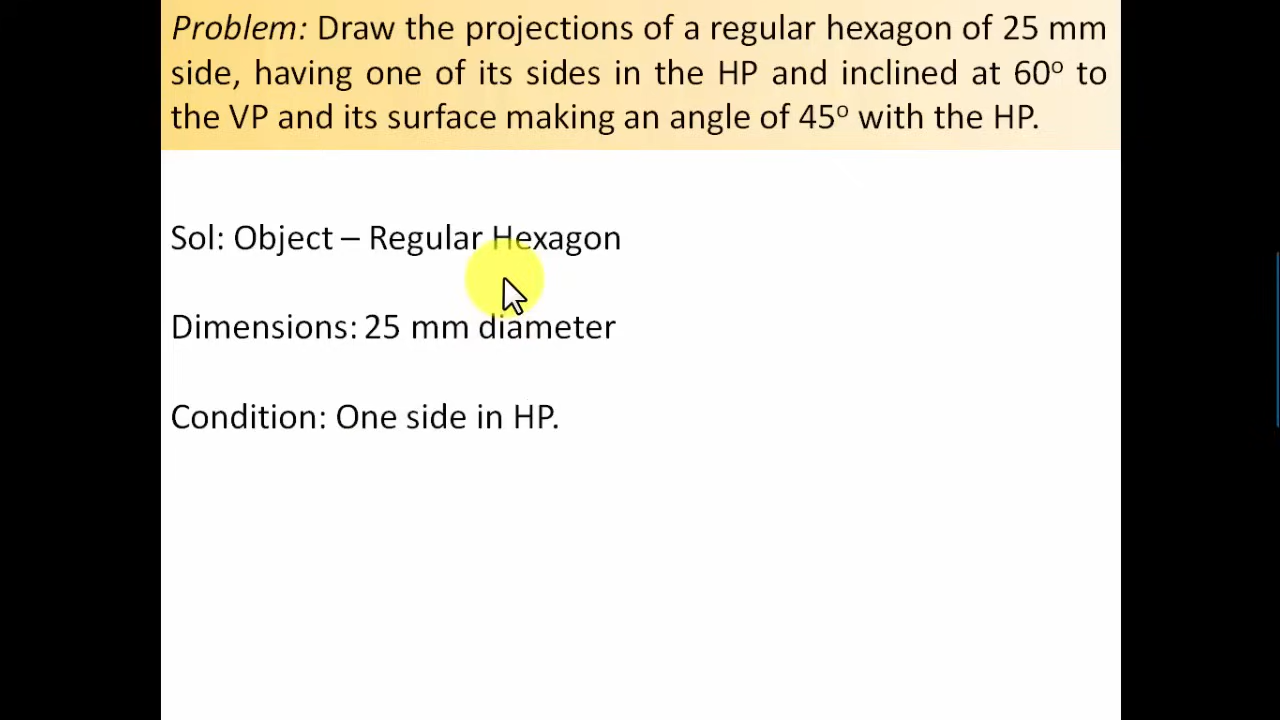 Problem: Draw the projections of a regular hexagon of 25 mm
side, having one of its sides in the HP and inclined at 60º to
the VP and its surface making an angle of 45º with the HP.
Sol: Object – Regular Hexagon
Dimensions: 25 mm diameter
Condition: One side in HP.